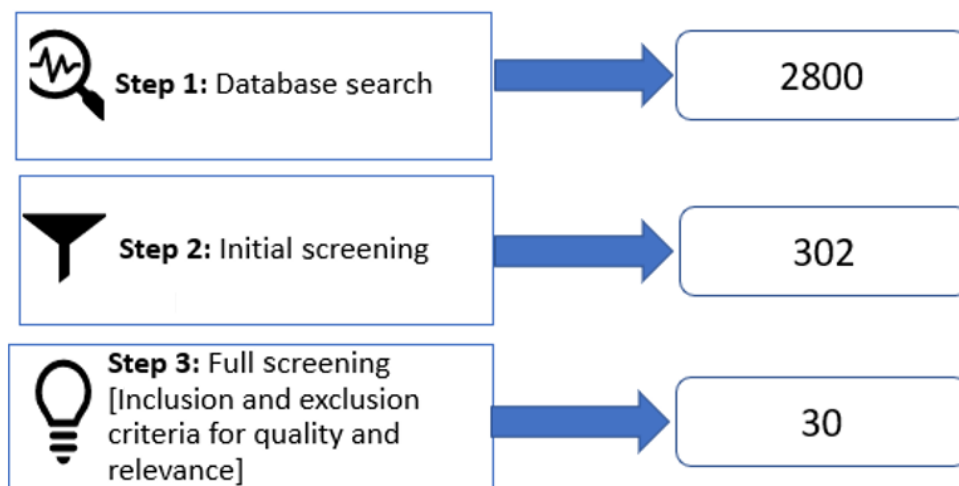 Step 1: Database search
2800
Step 2: Initial screening
302
Step 3: Full screening
[Inclusion and exclusion
criteria for quality and
relevance]
30